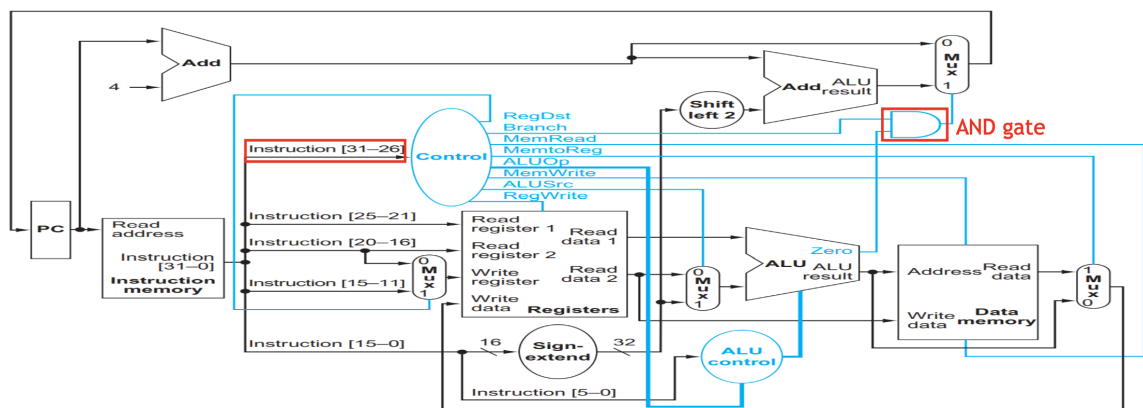 Add
4
0
Mux
1
Add
ALU
result
Shift
left 2
AND gate
RegDst
Branch
MemRead
MemtoReg
ALUOp
MemWrite
ALUSrc
RegWrite
Control
Instruction [31–26]
Instruction [25–21]
Instruction [20–16]
Instruction [15–11]
Instruction [15–0]
Instruction [5–0]
PC
Read
address
Instruction
[31–0]
Instruction
memory
0
Mux
1
Read
register 1
Read
register 2
Write
register
Write
data
Read
data 1
Read
data 2
Registers
0
Mux
1
Zero
ALU
ALU
result
Address
Read
data
Write
data
Data
memory
1
Mux
0
16
Sign-
extend
32
ALU
control